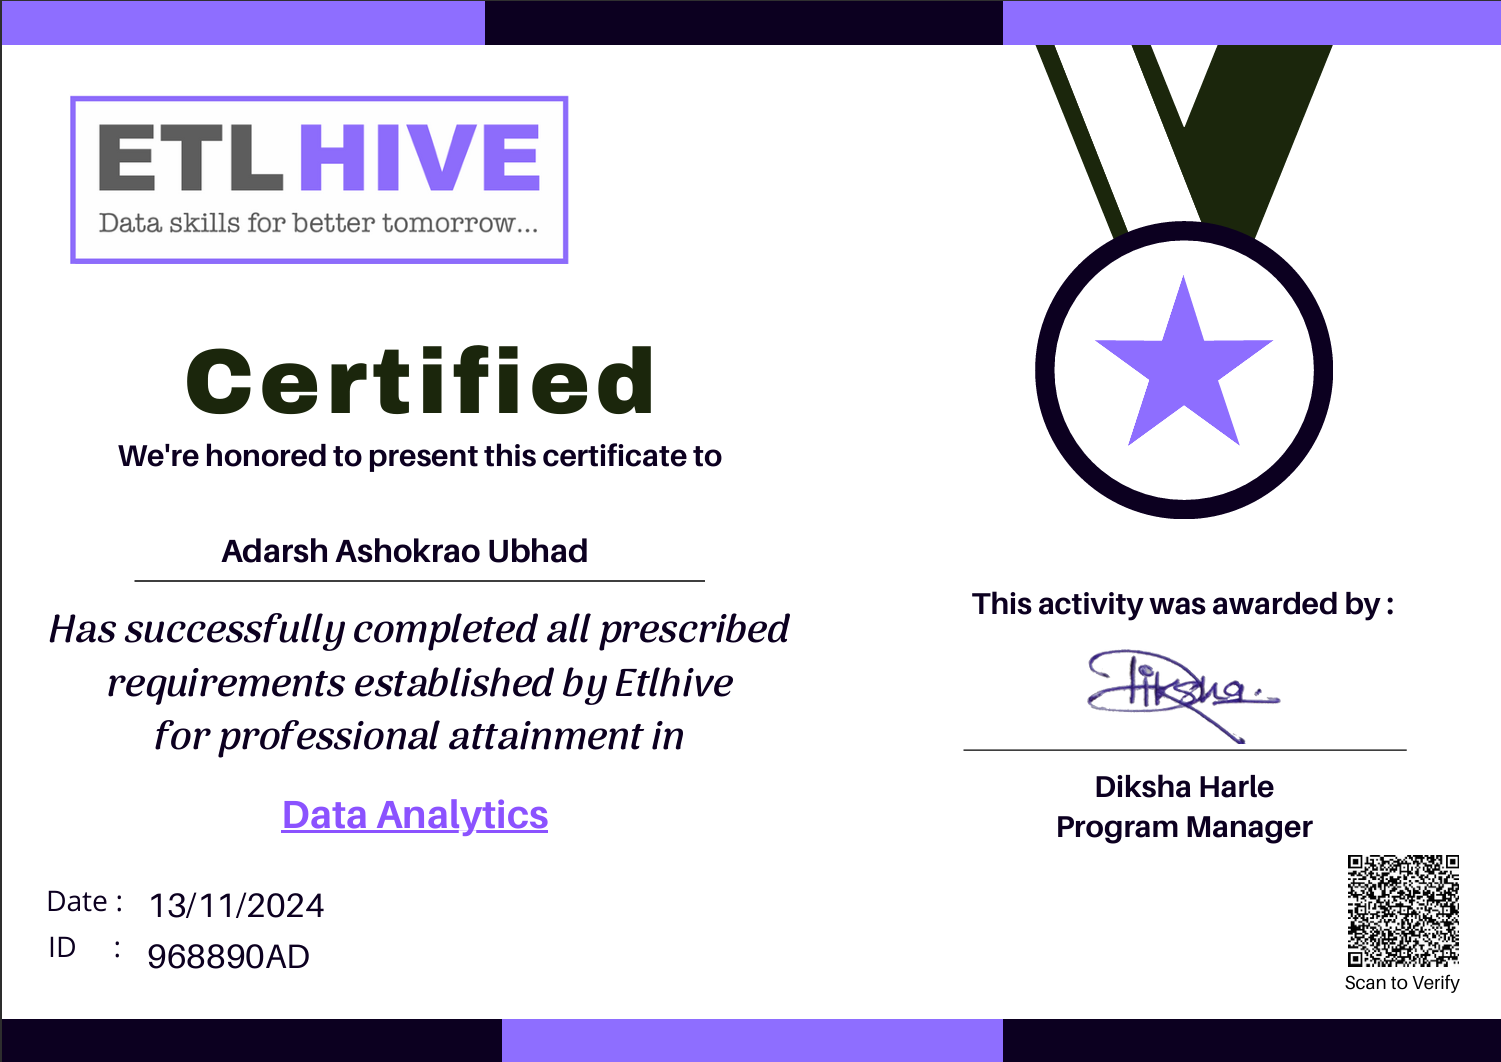 ETLHIVE
Data skills for better tomorrow...
Certified
We're honored to present this certificate to
Adarsh Ashokrao Ubhad
Has successfully completed all prescribed
requirements established by Etlhive
for professional attainment in
Data Analytics
Date : 13/11/2024
ID : 968890AD
This activity was awarded by :
Diksha.
Diksha Harle
Program Manager
Scan to Verify